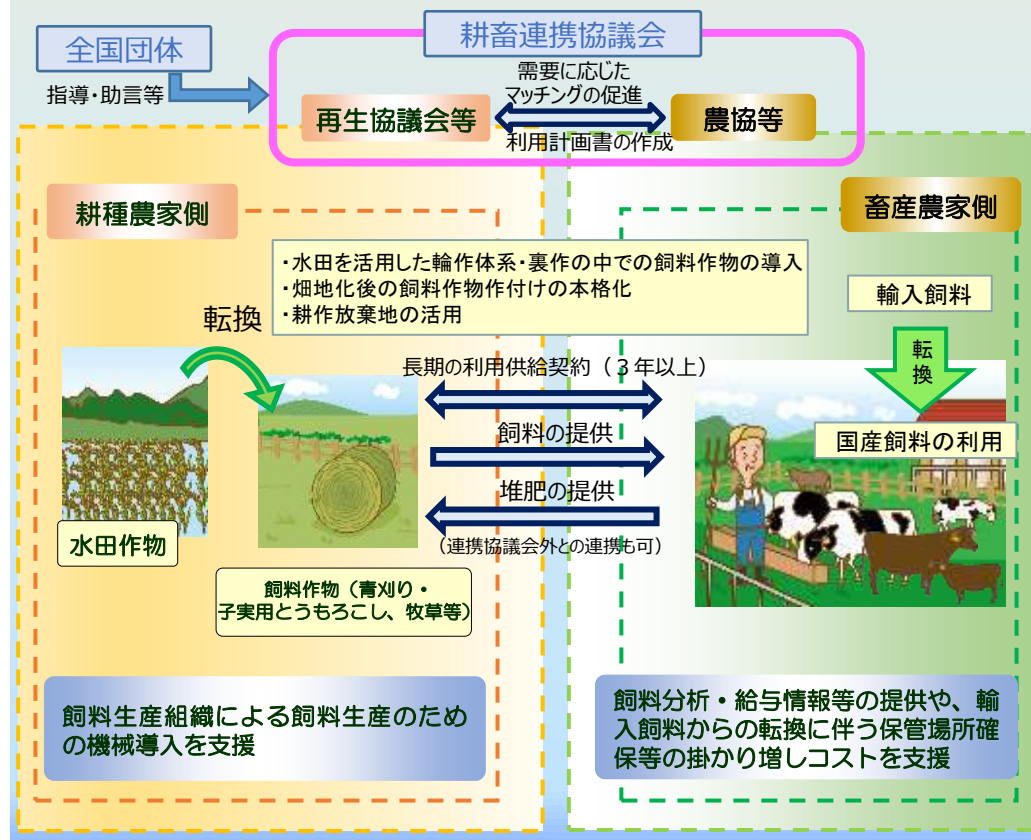 全国団体
指導・助言等
耕畜連携協議会
需要に応じた
マッチングの促進
再生協議会等
農協等
利用計画書の作成
耕種農家側
畜産農家側
・水田を活用した輪作体系・裏作の中での飼料作物の導入
・畑地化後の飼料作物作付けの本格化
・耕作放棄地の活用
輸入飼料
転換
転
換
長期の利用供給契約（３年以上）
国産飼料の利用
飼料の提供
堆肥の提供
（連携協議会外との連携も可）
水田作物
飼料作物（青刈り・
子実用とうもろこし、牧草等）
飼料生産組織による飼料生産のため
の機械導入を支援
飼料分析・給与情報等の提供や、輸
入飼料からの転換に伴う保管場所確
保等の掛かり増しコストを支援